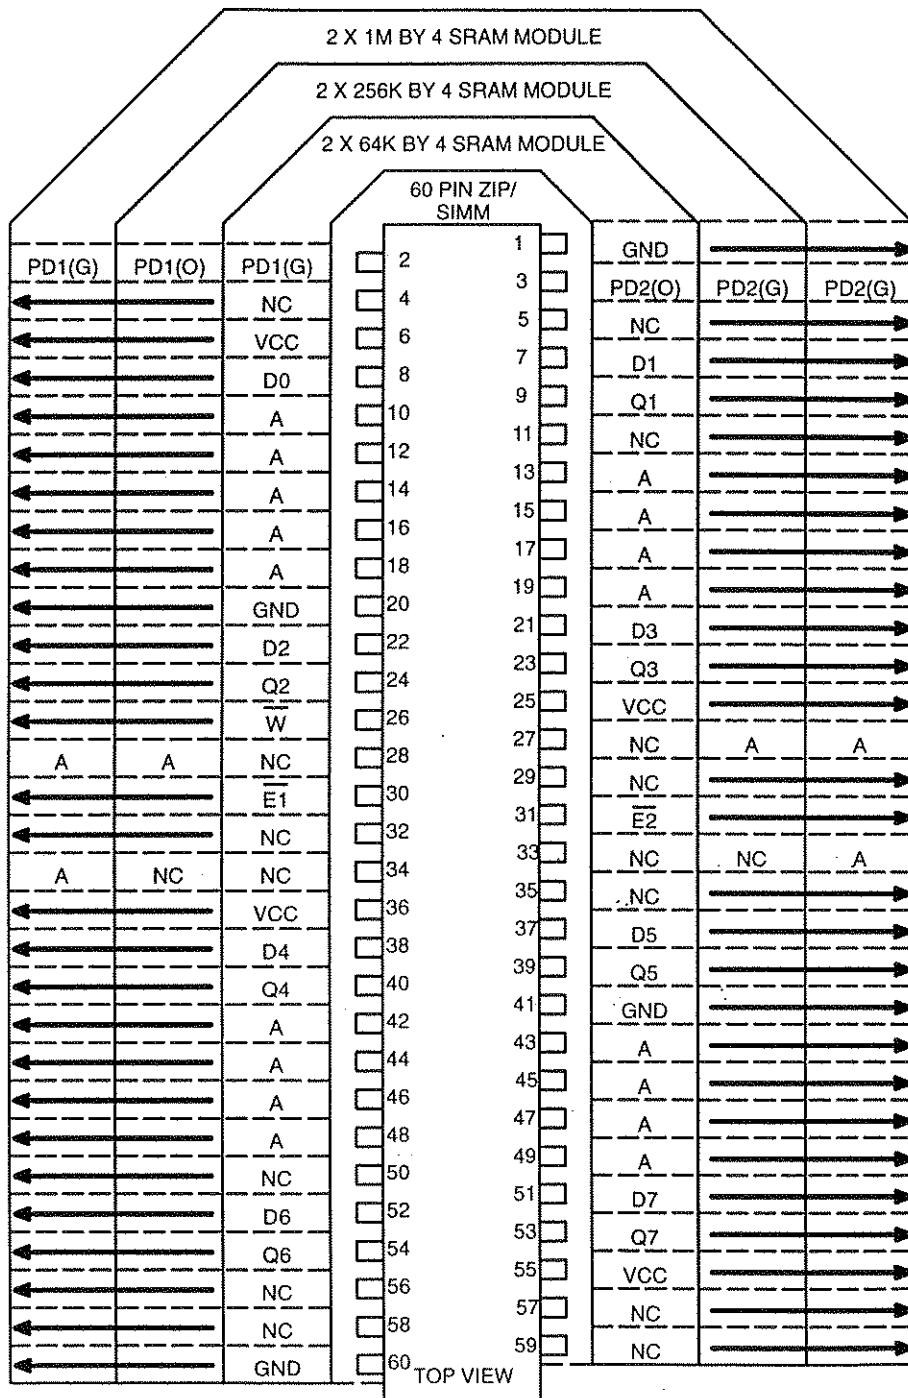 2 X 1M BY 4 SRAM MODULE
2 X 256K BY 4 SRAM MODULE
2 X 64K BY 4 SRAM MODULE
60 PIN ZIP/
SIMM
1 GND
PD1(G) PD1(O) PD1(G) 2
3 PD2(O) PD2(G) PD2(G)
NC 4
5 NC
VCC 6
7 D1
D0 8
9 Q1
A 10
11 NC
A 12
13 A
A 14
15 A
A 16
17 A
A 18
19 A
GND 20
21 D3
D2 22
23 Q3
Q2 24
25 VCC
W̅ 26
27 NC A A
A A NC 28
29 NC
E̅1̅ 30
31 E̅2̅
NC 32
33 NC NC A
A NC NC 34
35 NC
VCC 36
37 D5
D4 38
39 Q5
Q4 40
41 GND
A 42
43 A
A 44
45 A
A 46
47 A
A 48
49 A
NC 50
51 D7
D6 52
53 Q7
Q6 54
55 VCC
NC 56
57 NC
NC 58
59 NC
GND 60
TOP VIEW